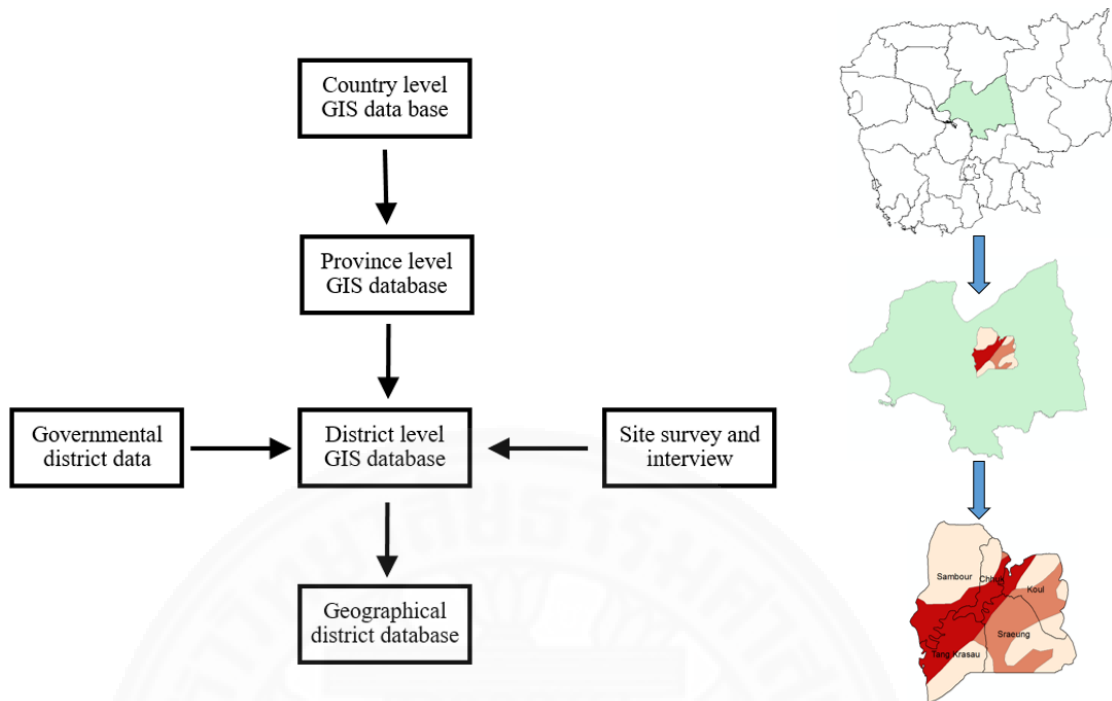 Country level
GIS data base
Province level
GIS database
Governmental
district data
District level
GIS database
Site survey and
interview
Geographical
district database
Sambour
Koul
Sraeung
Tang Krasau